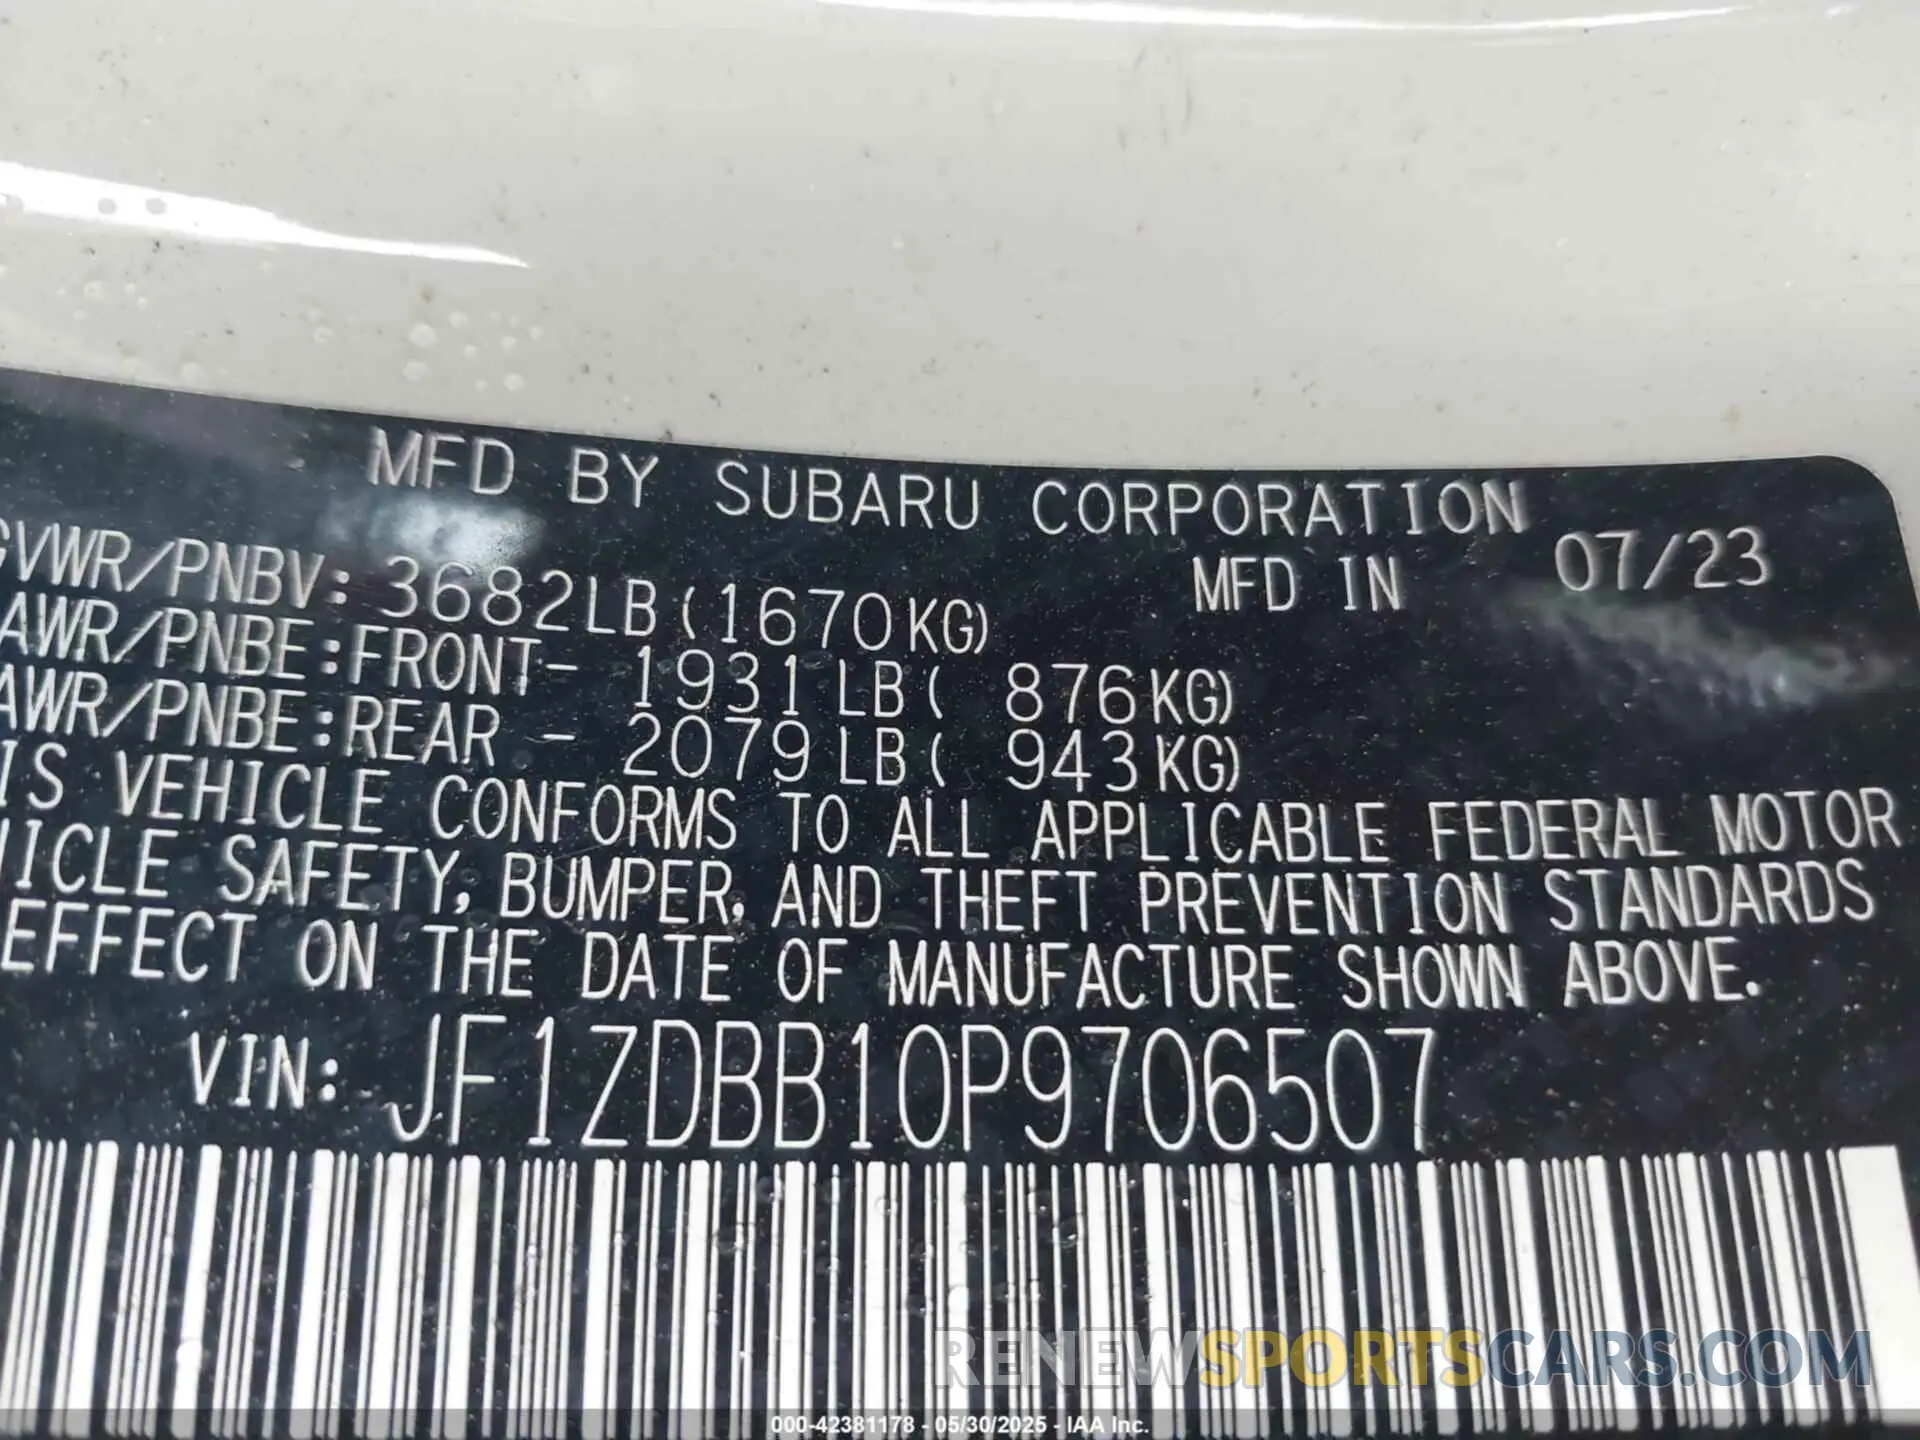 MFD BY SUBARU CORPORATION
GVWR/PNBV: 3682LB(1670KG) MFD IN 07/23
AWR/PNBE:FRONT- 1931LB( 876KG)
AWR/PNBE:REAR - 2079LB( 943KG)
IS VEHICLE CONFORMS TO ALL APPLICABLE FEDERAL MOTOR
ICLE SAFETY, BUMPER, AND THEFT PREVENTION STANDARDS
EFFECT ON THE DATE OF MANUFACTURE SHOWN ABOVE.
VIN: JF1ZDBB10P9706507
RENEWSPORTSCARS.COM
000-42381178 - 05/30/2025 - IAA Inc.